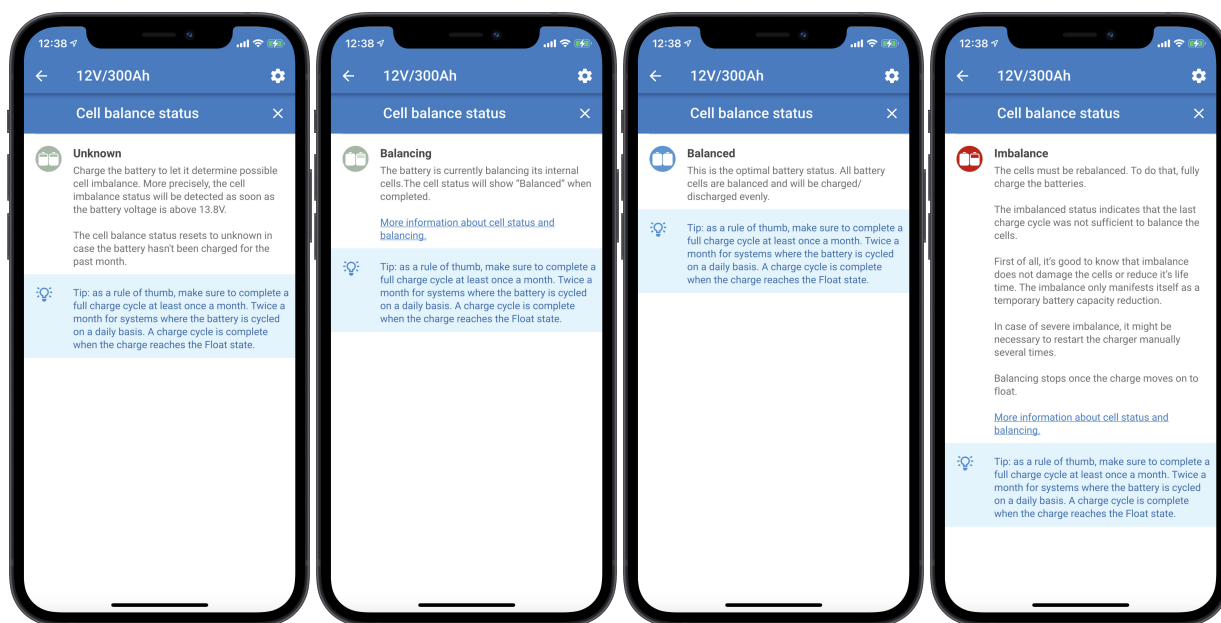 12:38
12V/300Ah
Cell balance status
Unknown
Charge the battery to let it determine possible
cell imbalance. More precisely, the cell
imbalance status will be detected as soon as
the battery voltage is above 13.8V.
The cell balance status resets to unknown in
case the battery hasn't been charged for the
past month.
Tip: as a rule of thumb, make sure to complete a
full charge cycle at least once a month. Twice a
month for systems where the battery is cycled
on a daily basis. A charge cycle is complete
when the charge reaches the Float state.
12:38
12V/300Ah
Cell balance status
Balancing
The battery is currently balancing its internal
cells.The cell status will show "Balanced" when
completed.
More information about cell status and
balancing.
Tip: as a rule of thumb, make sure to complete a
full charge cycle at least once a month. Twice a
month for systems where the battery is cycled
on a daily basis. A charge cycle is complete
when the charge reaches the Float state.
12:38
12V/300Ah
Cell balance status
Balanced
This is the optimal battery status. All battery
cells are balanced and will be charged/
discharged evenly.
Tip: as a rule of thumb, make sure to complete a
full charge cycle at least once a month. Twice a
month for systems where the battery is cycled
on a daily basis. A charge cycle is complete
when the charge reaches the Float state.
12:38
12V/300Ah
Cell balance status
Imbalance
The cells must be rebalanced. To do that, fully
charge the batteries.
The imbalanced status indicates that the last
charge cycle was not sufficient to balance the
cells.
First of all, it's good to know that imbalance
does not damage the cells or reduce it's life
time. The imbalance only manifests itself as a
temporary battery capacity reduction.
In case of severe imbalance, it might be
necessary to restart the charger manually
several times.
Balancing stops once the charge moves on to
float.
More information about cell status and
balancing.
Tip: as a rule of thumb, make sure to complete a
full charge cycle at least once a month. Twice a
month for systems where the battery is cycled
on a daily basis. A charge cycle is complete
when the charge reaches the Float state.